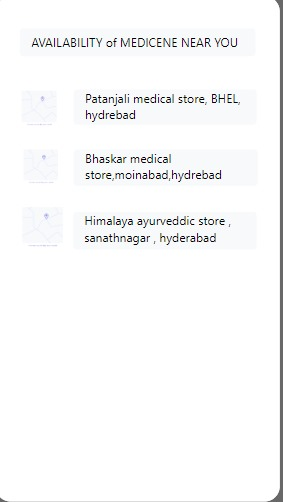 AVAILABILITY of MEDICENE NEAR YOU
Patanjali medical store, BHEL,
hydrebad
Bhaskar medical
store,moinabad,hydrebad
Himalaya ayurveddic store ,
sanathnagar , hyderabad